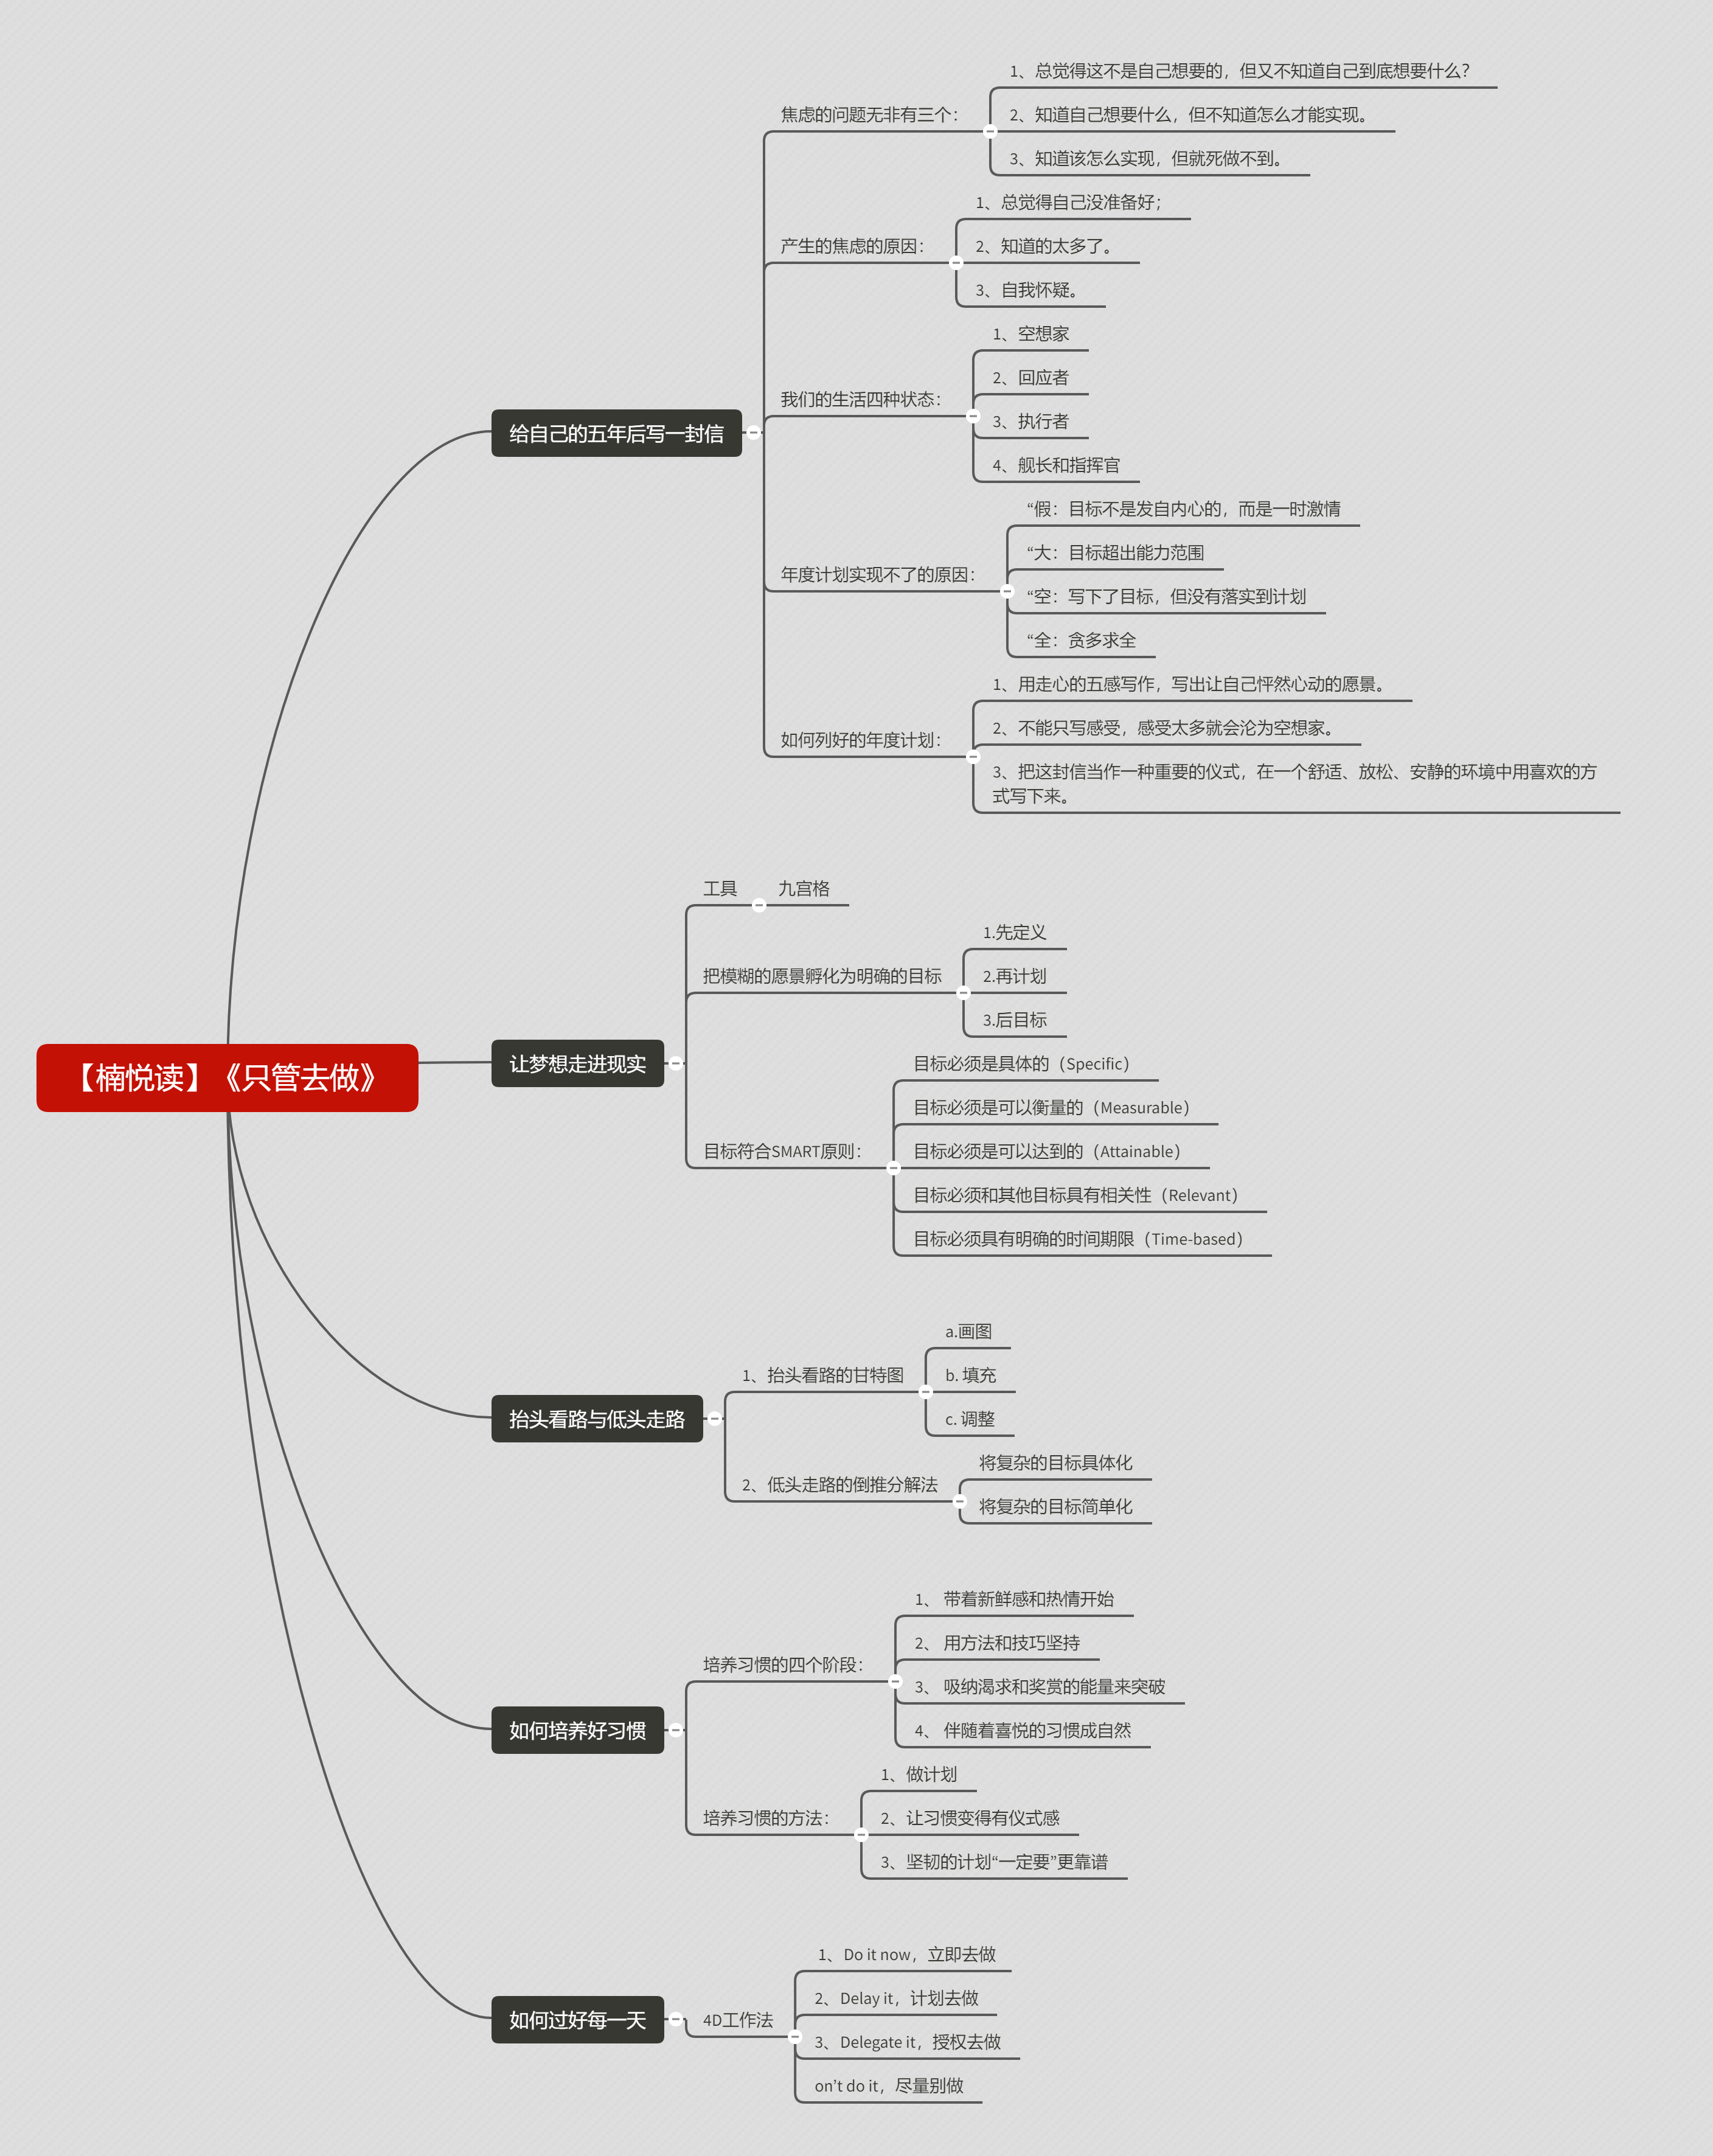 【楠悦读】《只管去做》
给自己的五年后写一封信
焦虑的问题无非有三个：
1、总觉得这不是自己想要的，但又不知道自己到底想要什么？
2、知道自己想要什么，但不知道怎么才能实现。
3、知道该怎么实现，但就死做不到。
产生的焦虑的原因：
1、总觉得自己没准备好；
2、知道的太多了。
3、自我怀疑。
我们的生活四种状态：
1、空想家
2、回应者
3、执行者
4、舰长和指挥官
年度计划实现不了的原因：
“假：目标不是发自内心的，而是一时激情
“大：目标超出能力范围
“空：写下了目标，但没有落实到计划
“全：贪多求全
如何列好的年度计划：
1、用走心的五感写作，写出让自己怦然心动的愿景。
2、不能只写感受，感受太多就会沦为空想家。
3、把这封信当作一种重要的仪式，在一个舒适、放松、安静的环境中用喜欢的方
式写下来。
让梦想走进现实
工具
九宫格
把模糊的愿景孵化为明确的目标
1.先定义
2.再计划
3.后目标
目标符合SMART原则：
目标必须是具体的（Specific）
目标必须是可以衡量的（Measurable）
目标必须是可以达到的（Attainable）
目标必须和其他目标具有相关性（Relevant）
目标必须具有明确的时间期限（Time-based）
抬头看路与低头走路
1、抬头看路的甘特图
a.画图
b. 填充
c. 调整
2、低头走路的倒推分解法
将复杂的目标具体化
将复杂的目标简单化
如何培养好习惯
培养习惯的四个阶段：
1、 带着新鲜感和热情开始
2、 用方法和技巧坚持
3、 吸纳渴求和奖赏的能量来突破
4、 伴随着喜悦的习惯成自然
培养习惯的方法：
1、做计划
2、让习惯变得有仪式感
3、坚韧的计划“一定要”更靠谱
如何过好每一天
4D工作法
1、Do it now，立即去做
2、Delay it，计划去做
3、Delegate it，授权去做
on’t do it，尽量别做